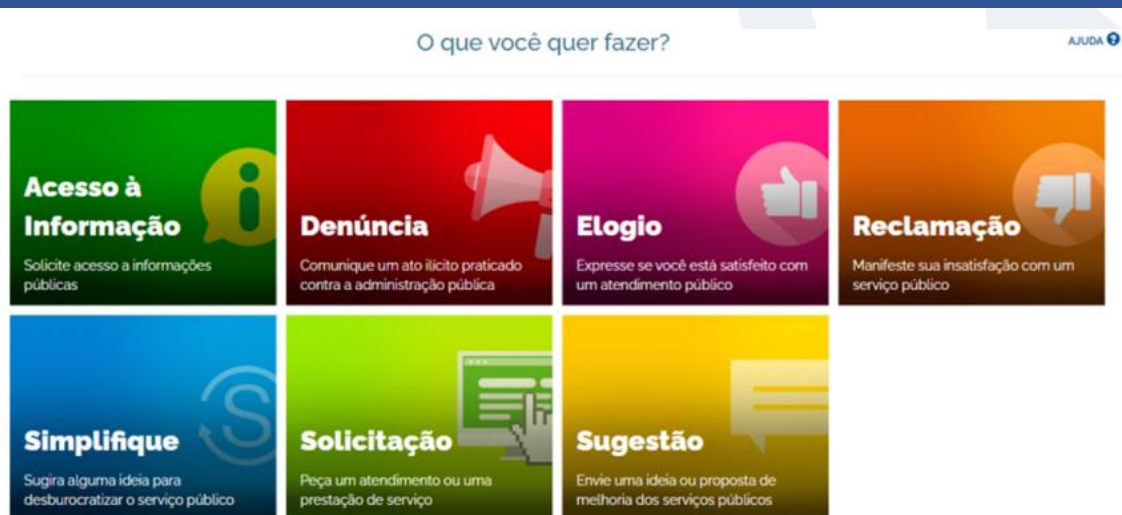 O que você quer fazer?
AJUDA
Acesso à
Informação
Solicite acesso a informações
públicas
Denúncia
Comunique um ato ilícito praticado
contra a administração pública
Elogio
Expresse se você está satisfeito com
um atendimento público
Reclamação
Manifeste sua insatisfação com um
serviço público
Simplifique
Sugira alguma ideia para
desburocratizar o serviço público
Solicitação
Peça um atendimento ou uma
prestação de serviço
Sugestão
Envie uma ideia ou proposta de
melhoria dos serviços públicos